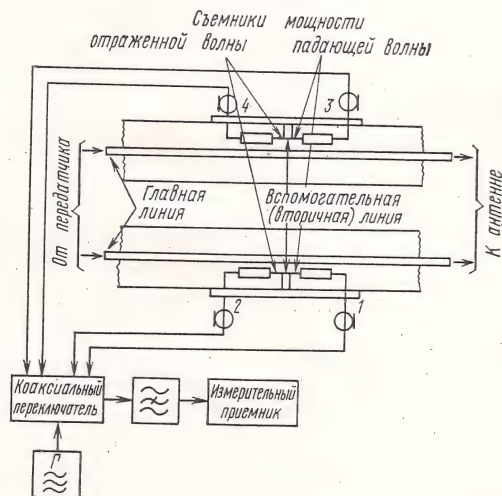 Съемники мощности
отраженной волны падающей волны
4
3
От передатчика
Главная
линия
Вспомогательная
(вторичная) линия
К антенне
2
1
Коаксиальный
переключатель
Измерительный
приемник
Г